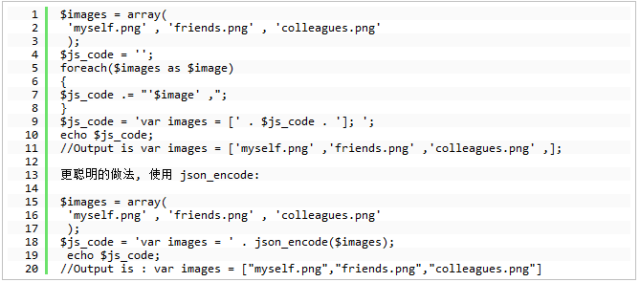 1 $images = array(
2 'myself.png' , 'friends.png' , 'colleagues.png'
3 );
4 $js_code = '';
5 foreach($images as $image)
6 {
7 $js_code .= "'$image' ,";
8 }
9 $js_code = 'var images = [' . $js_code . ']; ';
10 echo $js_code;
11 //Output is var images = ['myself.png' ,'friends.png' ,'colleagues.png' ,];
12
13 更聪明的做法, 使用 json_encode:
14
15 $images = array(
16 'myself.png' , 'friends.png' , 'colleagues.png'
17 );
18 $js_code = 'var images = ' . json_encode($images);
19 echo $js_code;
20 //Output is : var images = ["myself.png","friends.png","colleagues.png"]